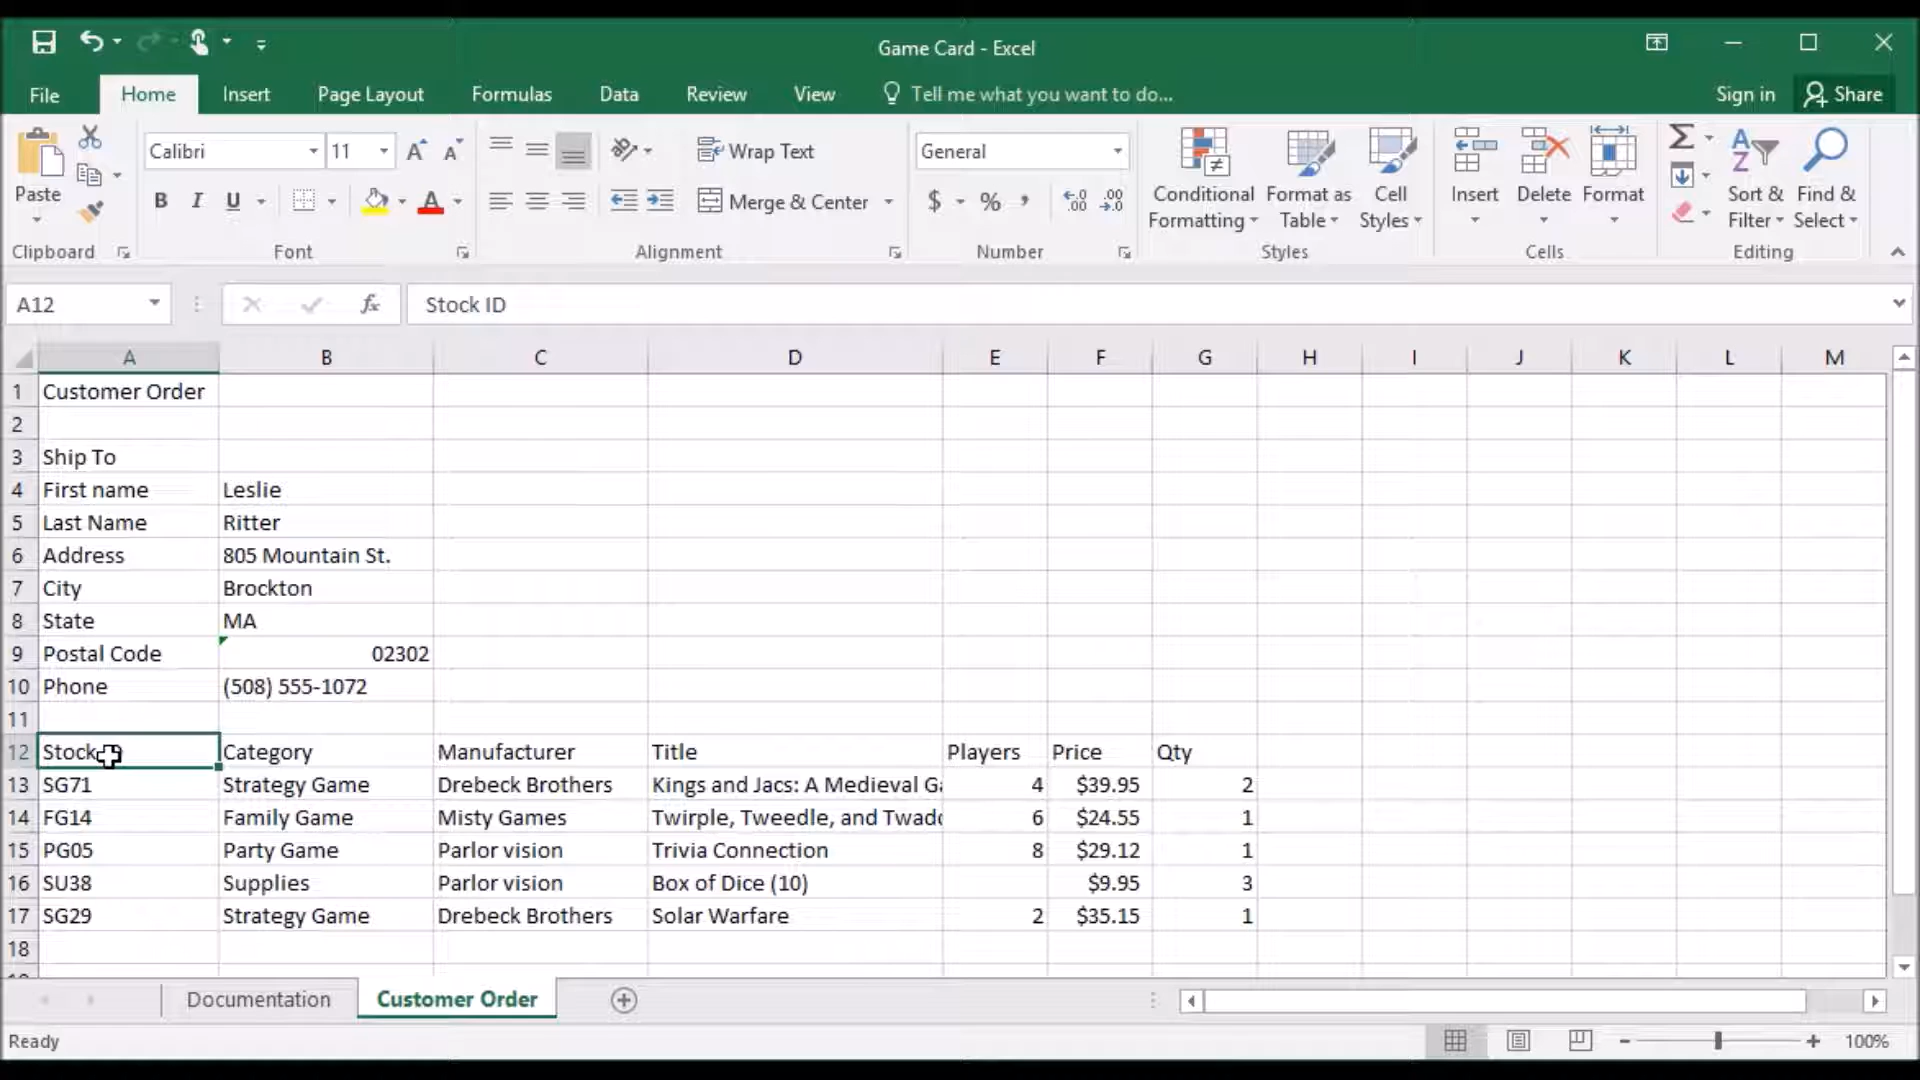 Game Card - Excel
File Home Insert Page Layout Formulas Data Review View Tell me what you want to do... Sign in Share
Calibri 11 Wrap Text General
Paste B I U Merge & Center $ % , Conditional Formatting Format as Table Cell Styles Insert Delete Format Sort & Filter Find & Select
Clipboard Font Alignment Number Styles Cells Editing
A12 fx Stock ID
A B C D E F G H I J K L M
1 Customer Order
2
3 Ship To
4 First name Leslie
5 Last Name Ritter
6 Address 805 Mountain St.
7 City Brockton
8 State MA
9 Postal Code 02302
10 Phone (508) 555-1072
11
12 Stock Category Manufacturer Title Players Price Qty
13 SG71 Strategy Game Drebeck Brothers Kings and Jacs: A Medieval 4 $39.95 2
14 FG14 Family Game Misty Games Twirple, Tweedle, and 6 $24.55 1
15 PG05 Party Game Parlor vision Trivia Connection 8 $29.12 1
16 SU38 Supplies Parlor vision Box of Dice (10) $9.95 3
17 SG29 Strategy Game Drebeck Brothers Solar Warfare 2 $35.15 1
18
Documentation Customer Order
Ready 100%